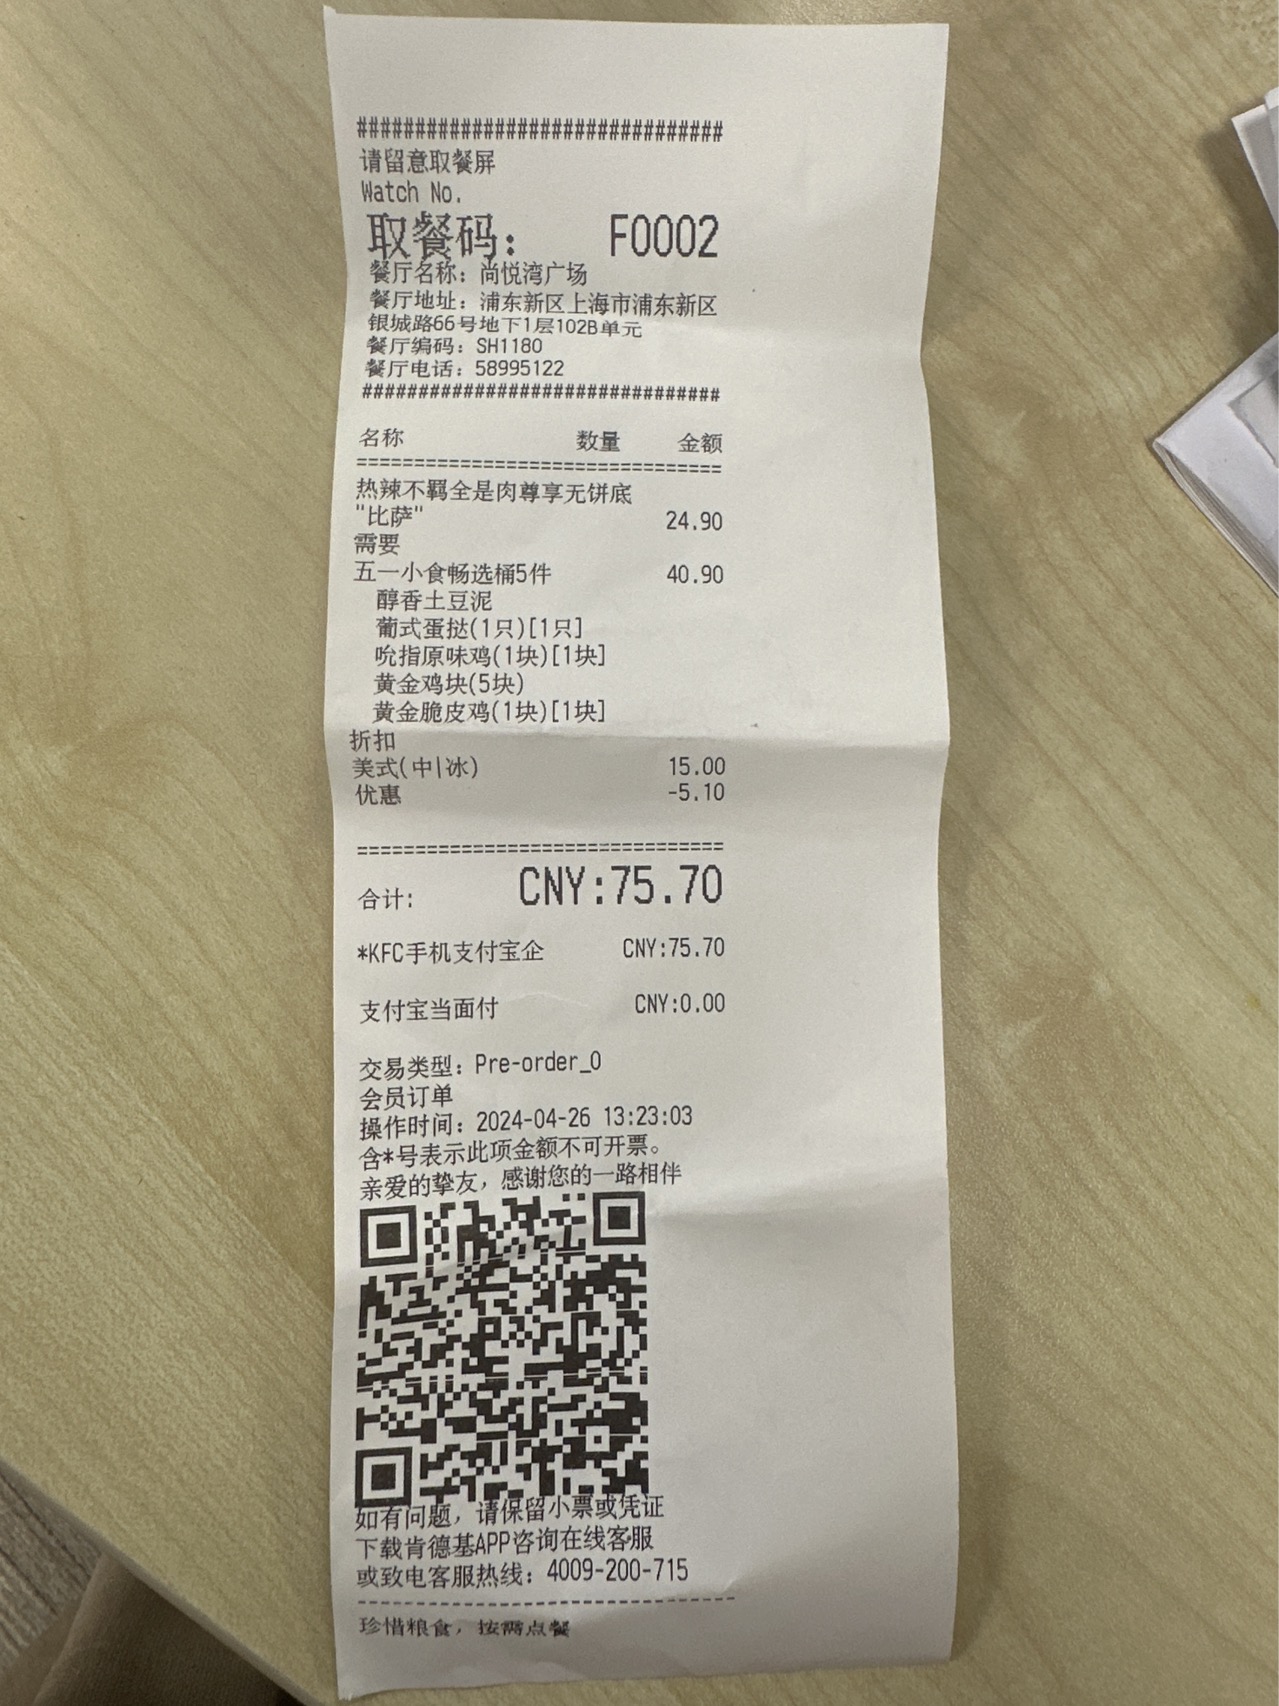 ################################
请留意取餐屏
Watch No.
取餐码： F0002
餐厅名称：尚悦湾广场
餐厅地址：浦东新区上海市浦东新区
银城路66号地下1层102B单元
餐厅编码：SH1180
餐厅电话：58995122
################################
名称 数量 金额
================================
热辣不羁全是肉尊享无饼底
"比萨" 24.90
需要
五一小食畅选桶5件 40.90
醇香土豆泥
葡式蛋挞(1只)[1只]
吮指原味鸡(1块)[1块]
黄金鸡块(5块)
黄金脆皮鸡(1块)[1块]
折扣
美式(中|冰) 15.00
优惠 -5.10
================================
合计: CNY:75.70
*KFC手机支付宝企 CNY:75.70
支付宝当面付 CNY:0.00
交易类型：Pre-order_0
会员订单
操作时间：2024-04-26 13:23:03
含*号表示此项金额不可开票。
亲爱的挚友，感谢您的一路相伴
如有问题，请保留小票或凭证
下载肯德基APP咨询在线客服
或致电客服热线：4009-200-715
--------------------------------
珍惜粮食，按需点餐